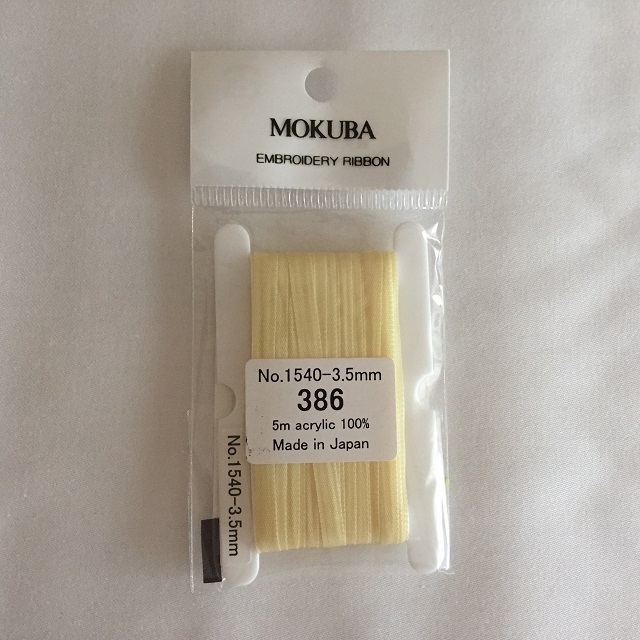 MOKUBA
EMBROIDERY RIBBON
No.1540-3.5mm
386
5m acrylic 100%
Made in Japan
No.1540-3.5mm